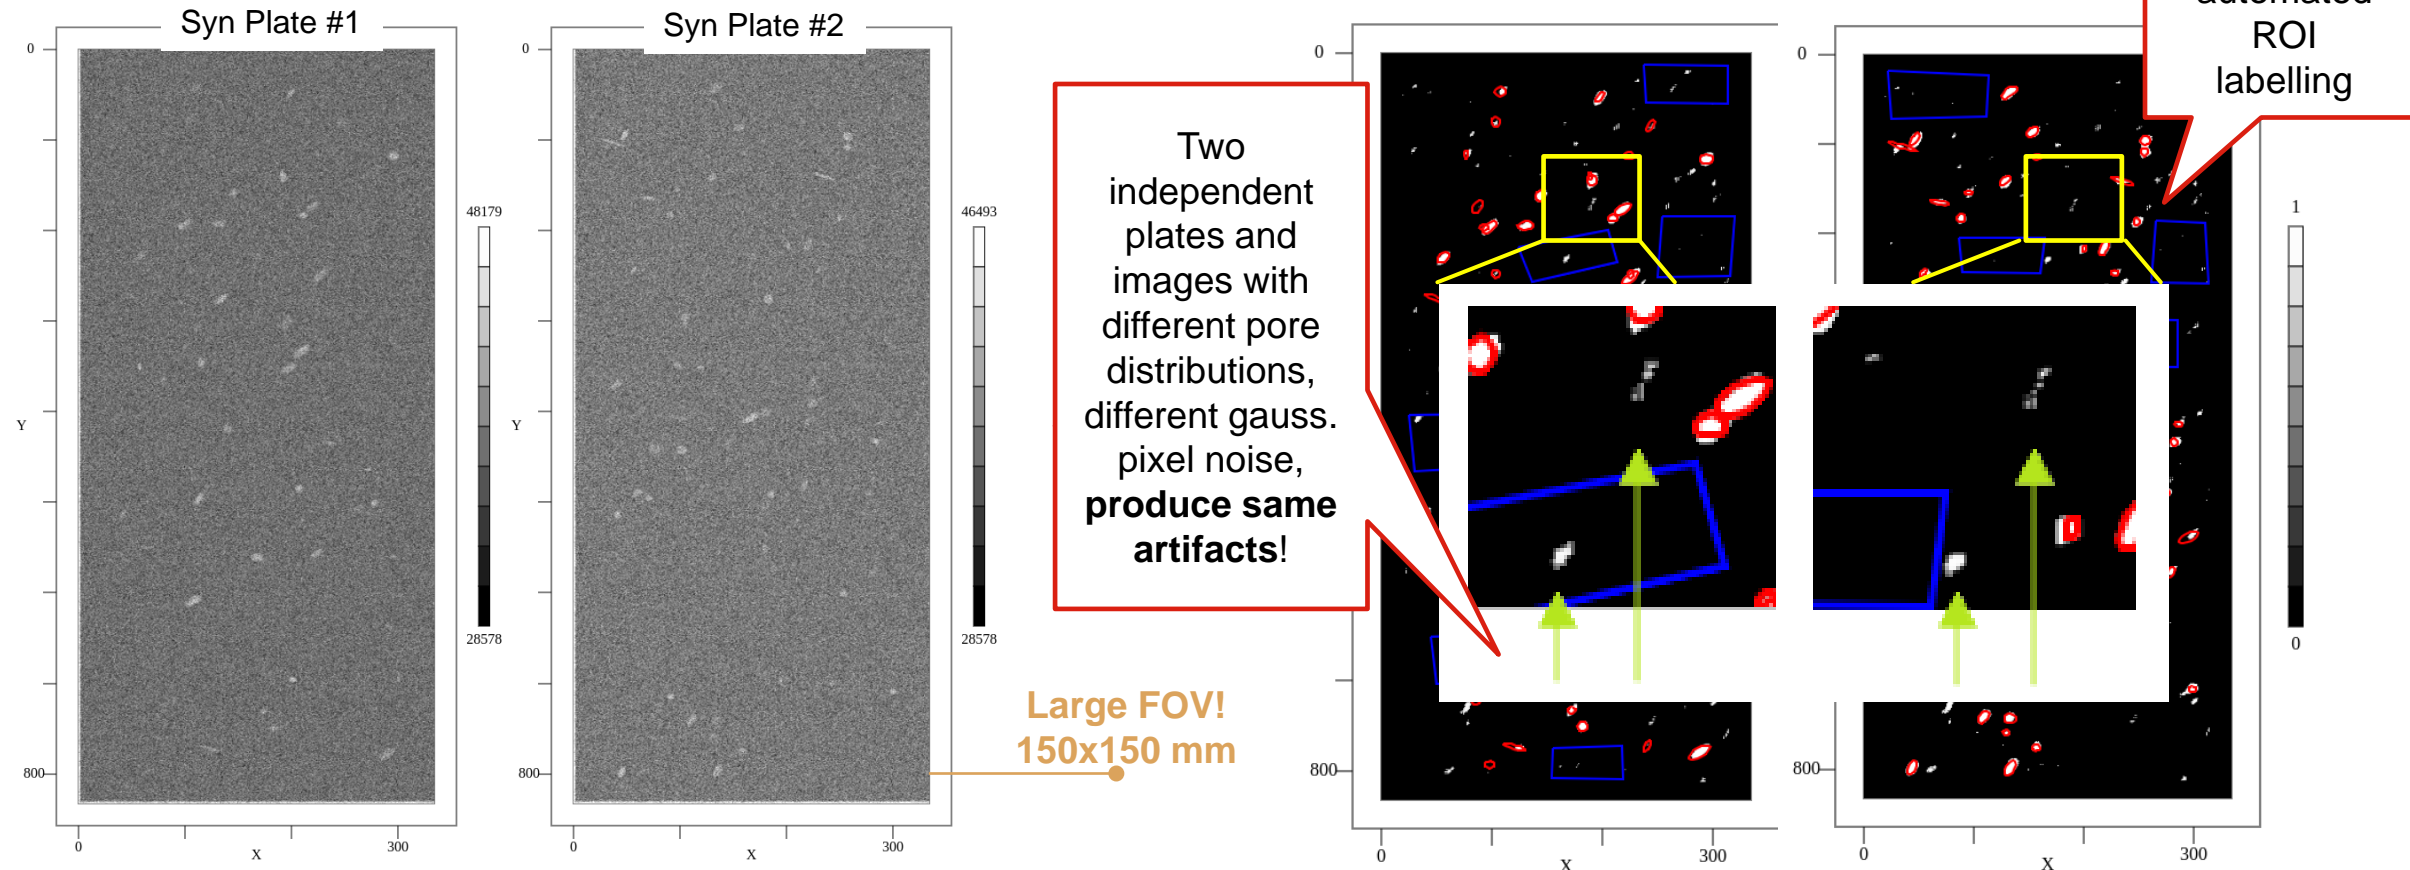 Syn Plate #1
Syn Plate #2
0
0
48179
46493
Y
Y
28578
28578
800
800
0
300
X
0
300
X
Large FOV!
150x150 mm
Two
independent
plates and
images with
different pore
distributions,
different gauss.
pixel noise,
produce same
artifacts!
ROI
labelling
0
0
1
0
800
800
0
300
X
0
300
X